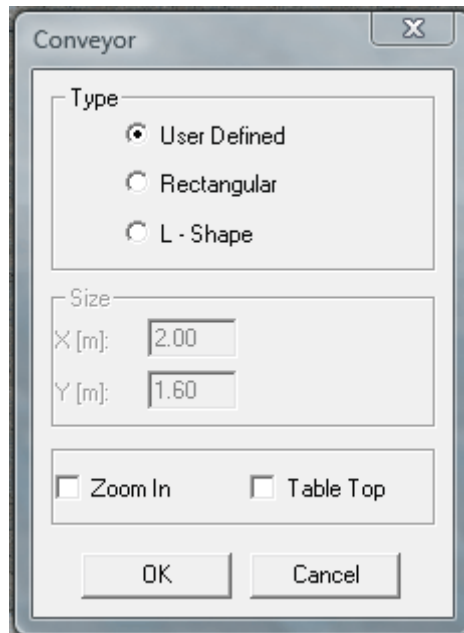 Conveyor
Type
User Defined
Rectangular
L - Shape
Size
X [m]: 2.00
Y [m]: 1.60
Zoom In Table Top
OK Cancel